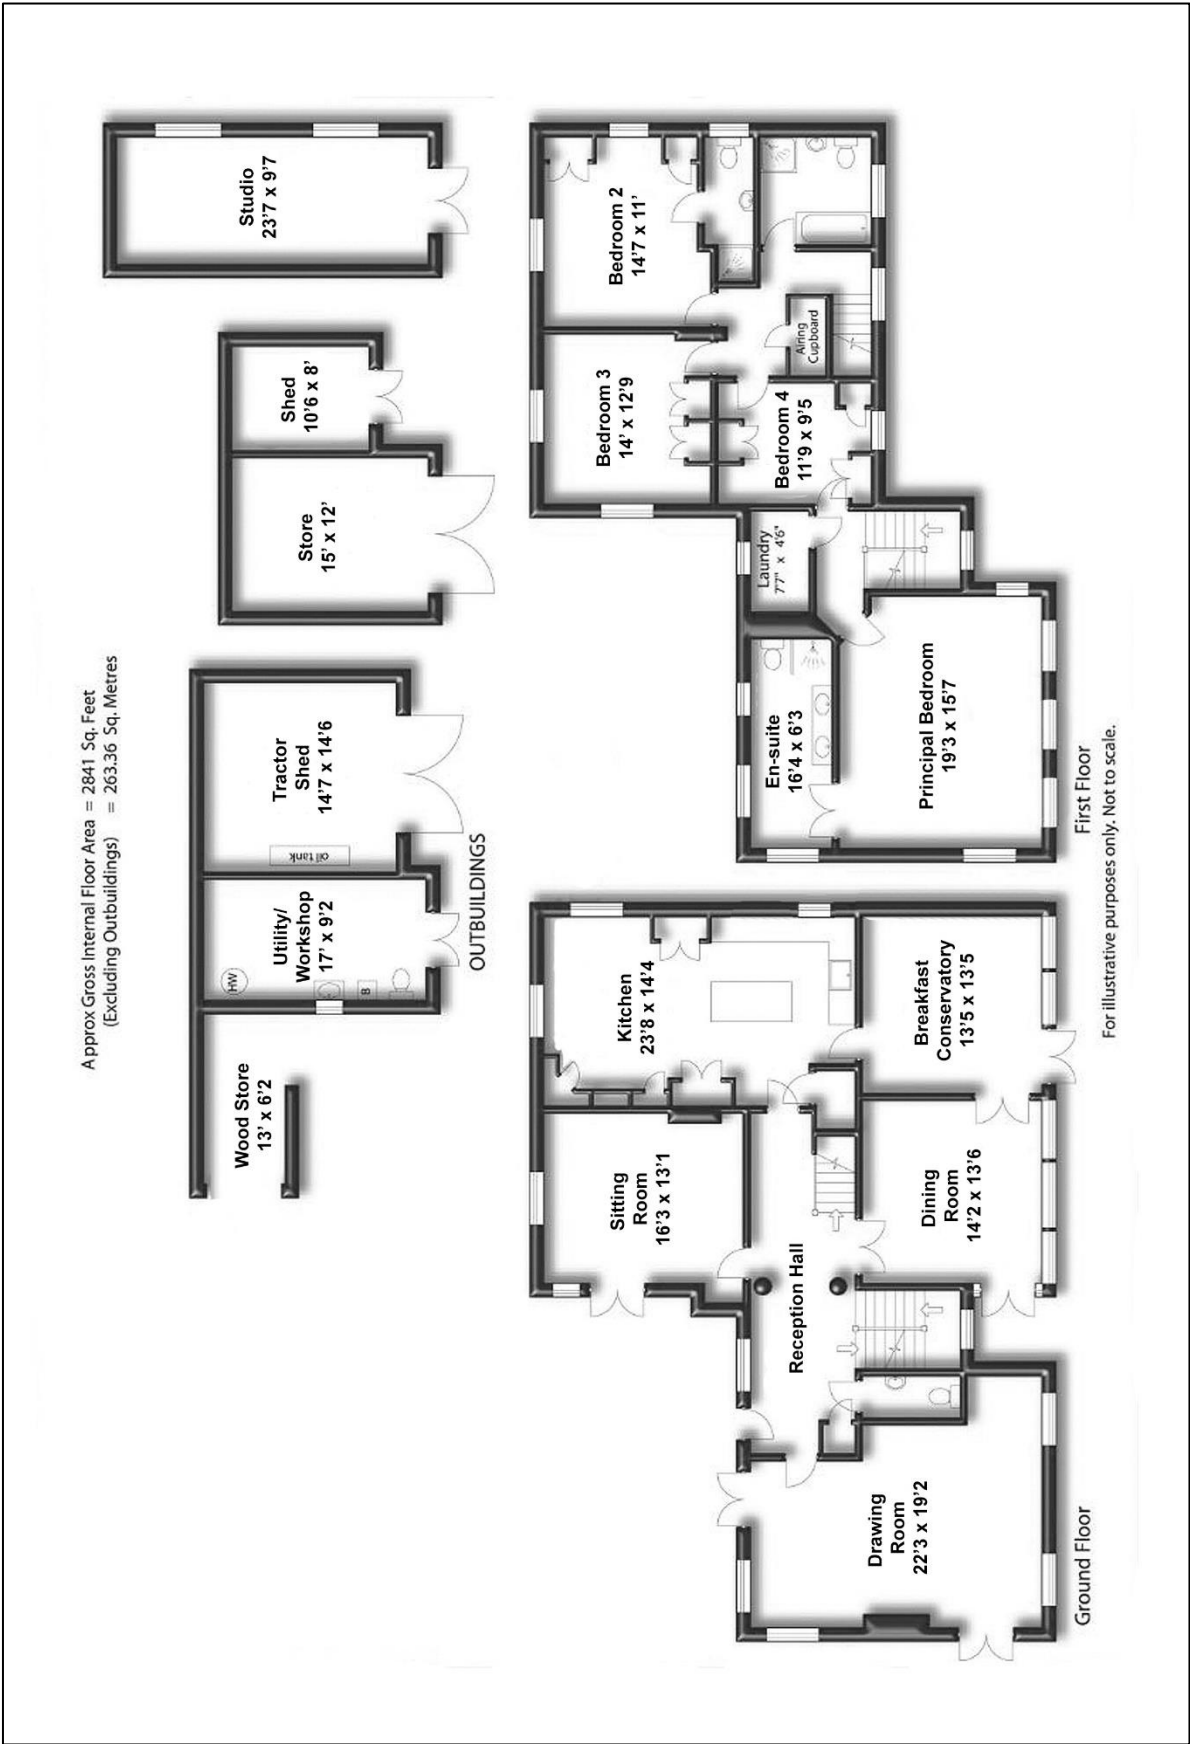 Approx Gross Internal Floor Area = 2841 Sq. Feet
(Excluding Outbuildings) = 263.36 Sq. Metres
Wood Store
13' x 6'2
Utility/
Workshop
17' x 9'2
HW
B
oil tank
Tractor
Shed
14'7 x 14'6
Store
15' x 12'
Shed
10'6 x 8'
Studio
23'7 x 9'7
OUTBUILDINGS
Sitting
Room
16'3 x 13'1
Kitchen
23'8 x 14'4
Reception Hall
Drawing
Room
22'3 x 19'2
Dining
Room
14'2 x 13'6
Breakfast
Conservatory
13'5 x 13'5
Ground Floor
Bedroom 3
14' x 12'9
Bedroom 2
14'7 x 11'
Laundry
7'7" x 4'6"
Bedroom 4
11'9 x 9'5
Airing
Cupboard
En-suite
16'4 x 6'3
Principal Bedroom
19'3 x 15'7
First Floor
For illustrative purposes only. Not to scale.